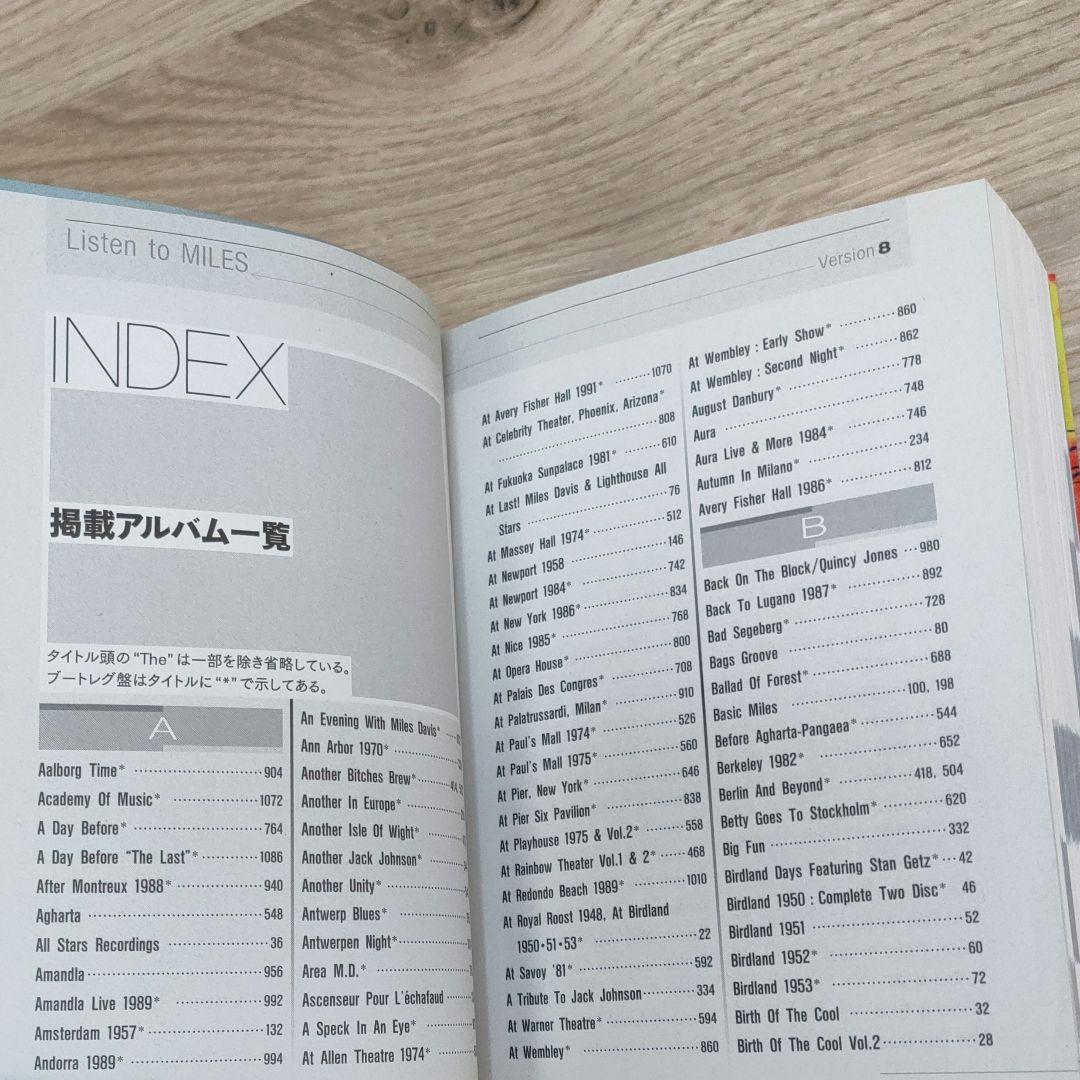 Listen to MILES
INDEX
掲載アルバム一覧
タイトル頭の“The”は一部を除き省略している。
ブートレグ盤はタイトルに“*”で示してある。
A
Aalborg Time* 904
Academy Of Music* 1072
A Day Before* 764
A Day Before “The Last”* 1086
After Montreux 1988* 940
Agharta 548
All Stars Recordings 36
Amandla 956
Amandla Live 1989* 992
Amsterdam 1957* 132
Andorra 1989* 994
An Evening With Miles Davis*
Ann Arbor 1970*
Another Bitches Brew*
Another In Europe*
Another Isle Of Wight*
Another Jack Johnson*
Another Unity*
Antwerp Blues*
Antwerpen Night*
Area M.D.*
Ascenseur Pour L'échafaud
A Speck In An Eye*
At Allen Theatre 1974*
Version 8
At Avery Fisher Hall 1991* 1070
At Celebrity Theater, Phoenix, Arizona*
808
At Fukuoka Sunpalace 1981* 610
At Last! Miles Davis & Lighthouse All
Stars 76
At Massey Hall 1974* 512
At Newport 1958 146
At Newport 1984* 742
At New York 1986* 834
At Nice 1985* 768
At Opera House* 800
At Palais Des Congres* 708
At Palatrussardi, Milan* 910
At Paul's Mall 1974* 526
At Paul's Mall 1975* 560
At Pier, New York* 646
At Pier Six Pavilion* 838
At Playhouse 1975 & Vol.2* 558
At Rainbow Theater Vol.1 & 2* 468
At Redondo Beach 1989* 1010
At Royal Roost 1948, At Birdland
1950•51•53* 22
At Savoy '81* 592
A Tribute To Jack Johnson 334
At Warner Theatre* 594
At Wembley* 860
At Wembley : Early Show* 860
At Wembley : Second Night* 862
August Danbury* 778
Aura 748
Aura Live & More 1984* 746
Autumn In Milano* 234
Avery Fisher Hall 1986* 812
B
Back On The Block/Quincy Jones 980
Back To Lugano 1987* 892
Bad Segeberg* 728
Bags Groove 80
Ballad Of Forest* 688
Basic Miles 100, 198
Before Agharta-Pangaea* 544
Berkeley 1982* 652
Berlin And Beyond* 418, 504
Betty Goes To Stockholm* 620
Big Fun 332
Birdland Days Featuring Stan Getz* 42
Birdland 1950 : Complete Two Disc* 46
Birdland 1951 52
Birdland 1952* 60
Birdland 1953* 72
Birth Of The Cool 32
Birth Of The Cool Vol.2 28